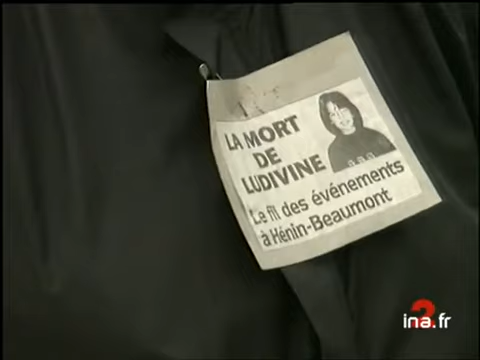 LA MORT
DE
LUDIVINE
Le fil des événements
à Hénin-Beaumont
2
ina.fr